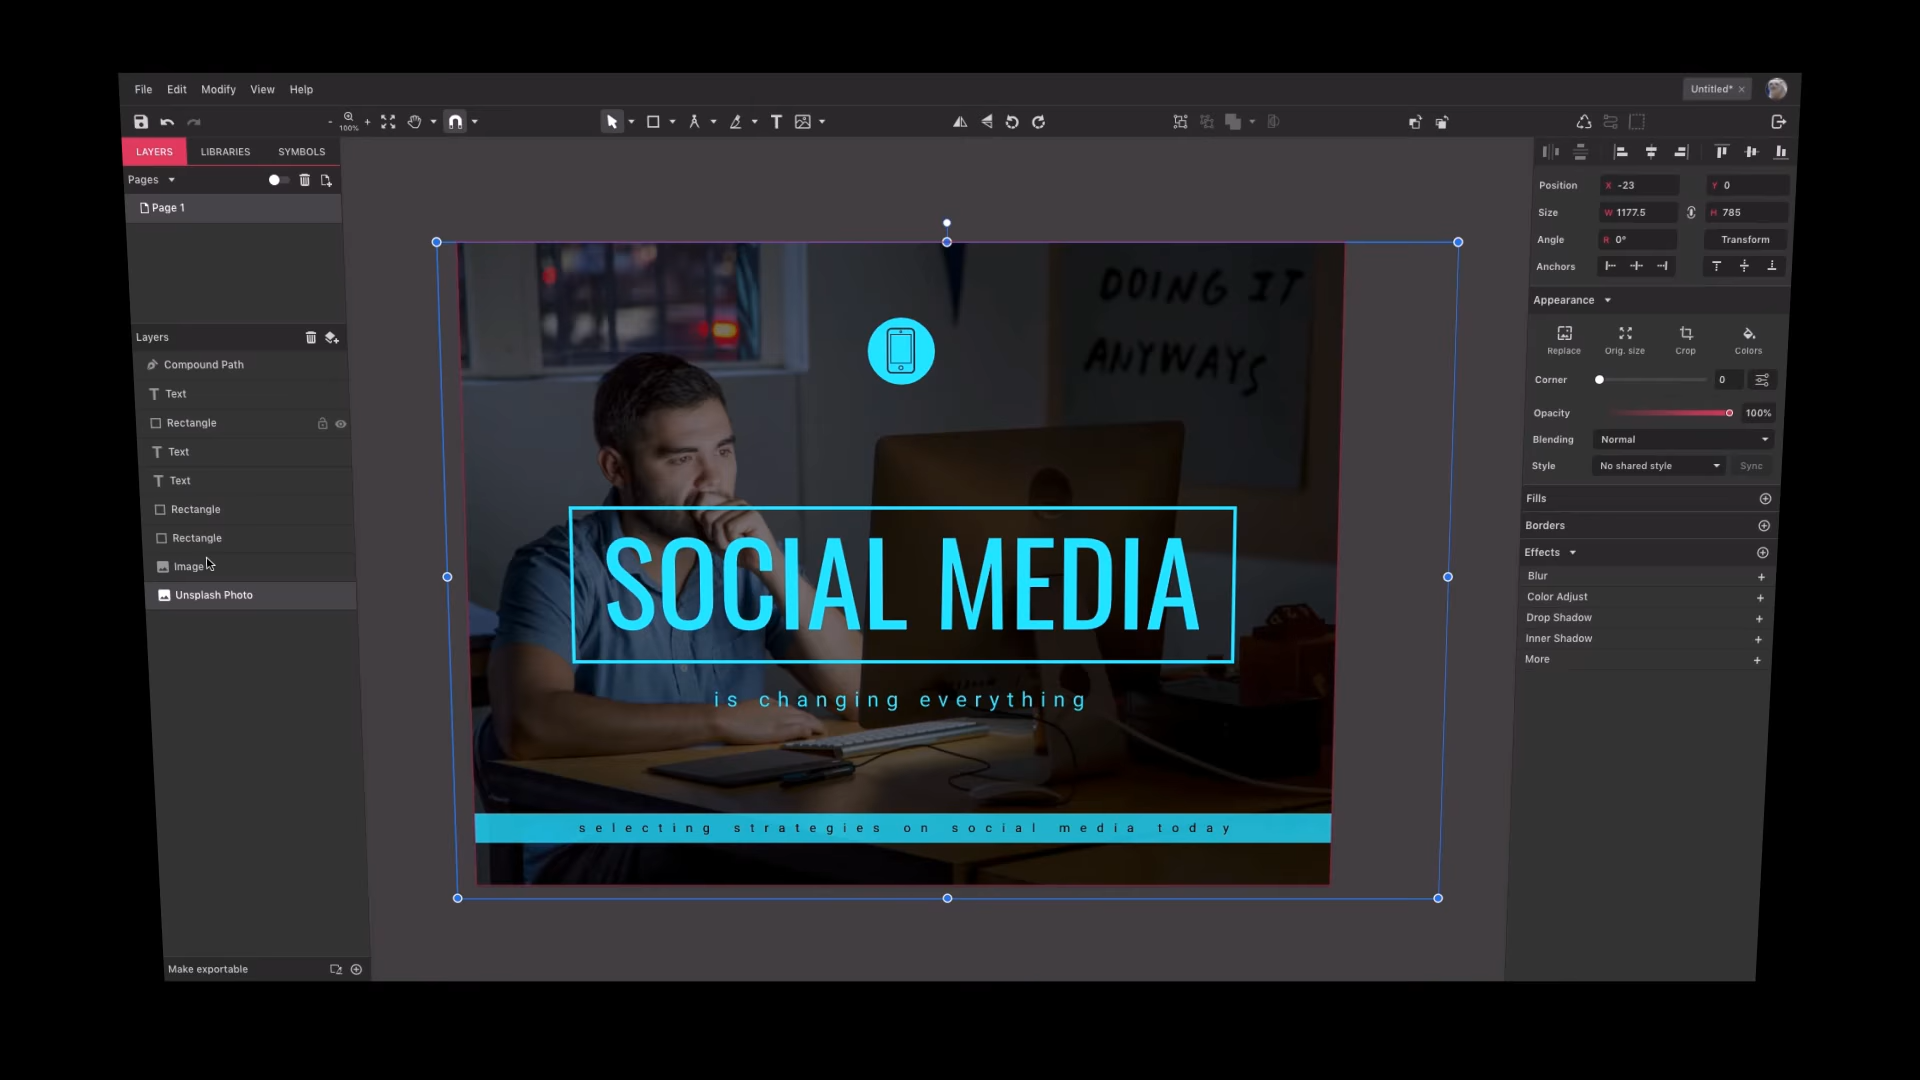 File Edit Modify View Help
Untitled* ×
- 100% +
LAYERS LIBRARIES SYMBOLS
Pages
Page 1
Layers
Compound Path
Text
Rectangle
Text
Text
Rectangle
Rectangle
Image
Unsplash Photo
Make exportable
DOING IT
ANYWAYS
SOCIAL MEDIA
is changing everything
selecting strategies on social media today
Position X -23 Y 0
Size W 1177.5 H 785
Angle R 0° Transform
Anchors
Appearance
Replace Orig. size Crop Colors
Corner 0
Opacity 100%
Blending Normal
Style No shared style Sync
Fills
Borders
Effects
Blur +
Color Adjust +
Drop Shadow +
Inner Shadow +
More +